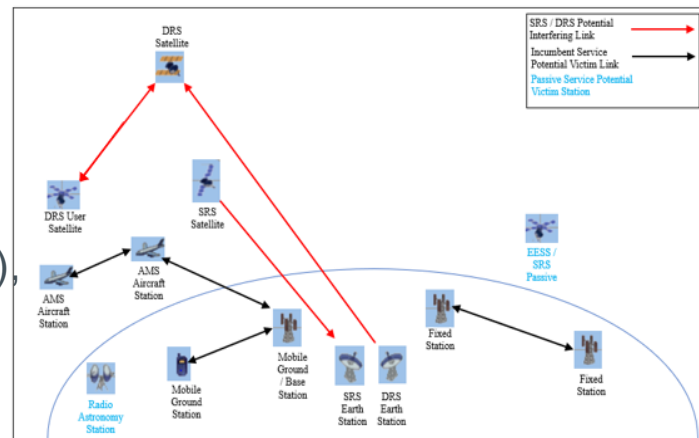 DRS
Satellite
SRS / DRS Potential
Interfering Link
Incumbent Service
Potential Victim Link
Passive Service Potential
Victim Station
DRS User
Satellite
SRS
Satellite
EESS /
SRS
Passive
),
AMS
Aircraft
Station
AMS
Aircraft
Station
Mobile
Ground
/ Base
Station
Fixed
Station
Fixed
Station
Radio
Astronomy
Station
Mobile
Ground
Station
SRS
Earth
Station
DRS
Earth
Station